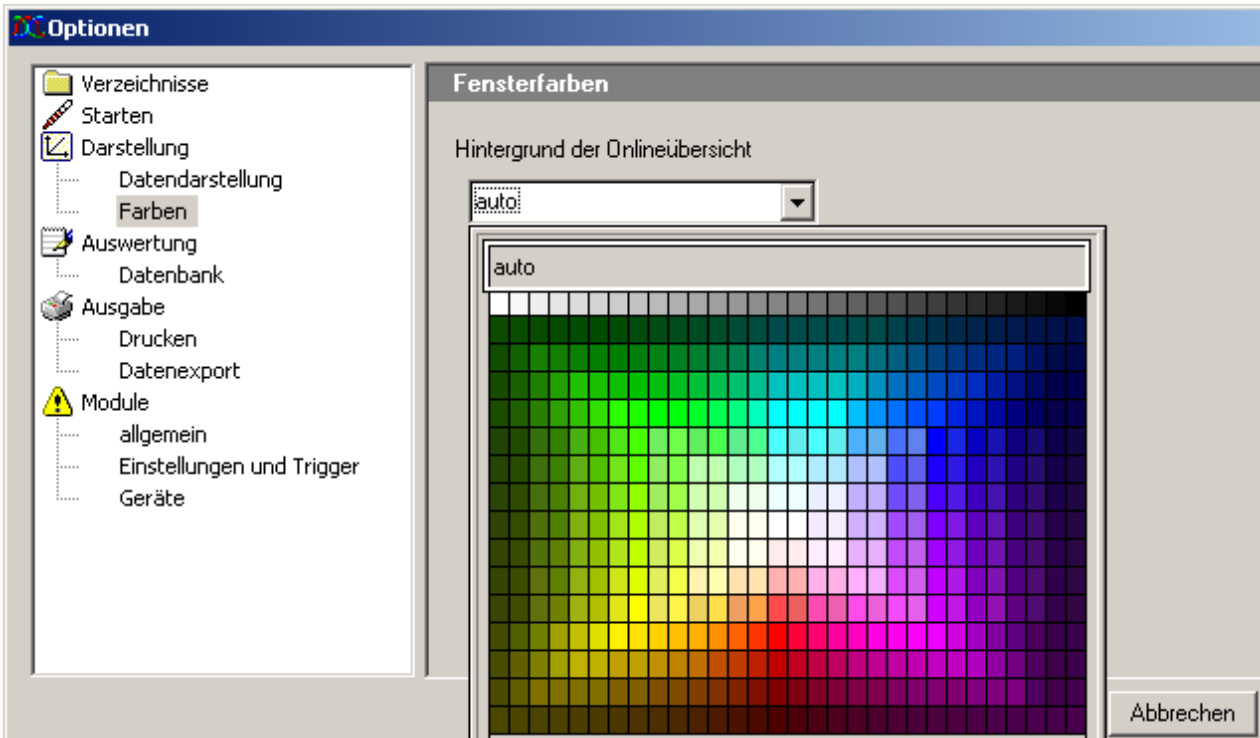 Optionen
Verzeichnisse
Starten
Darstellung
Datendarstellung
Farben
Auswertung
Datenbank
Ausgabe
Drucken
Datenexport
Module
allgemein
Einstellungen und Trigger
Geräte
Fensterfarben
Hintergrund der Onlineübersicht
auto
auto
Abbrechen